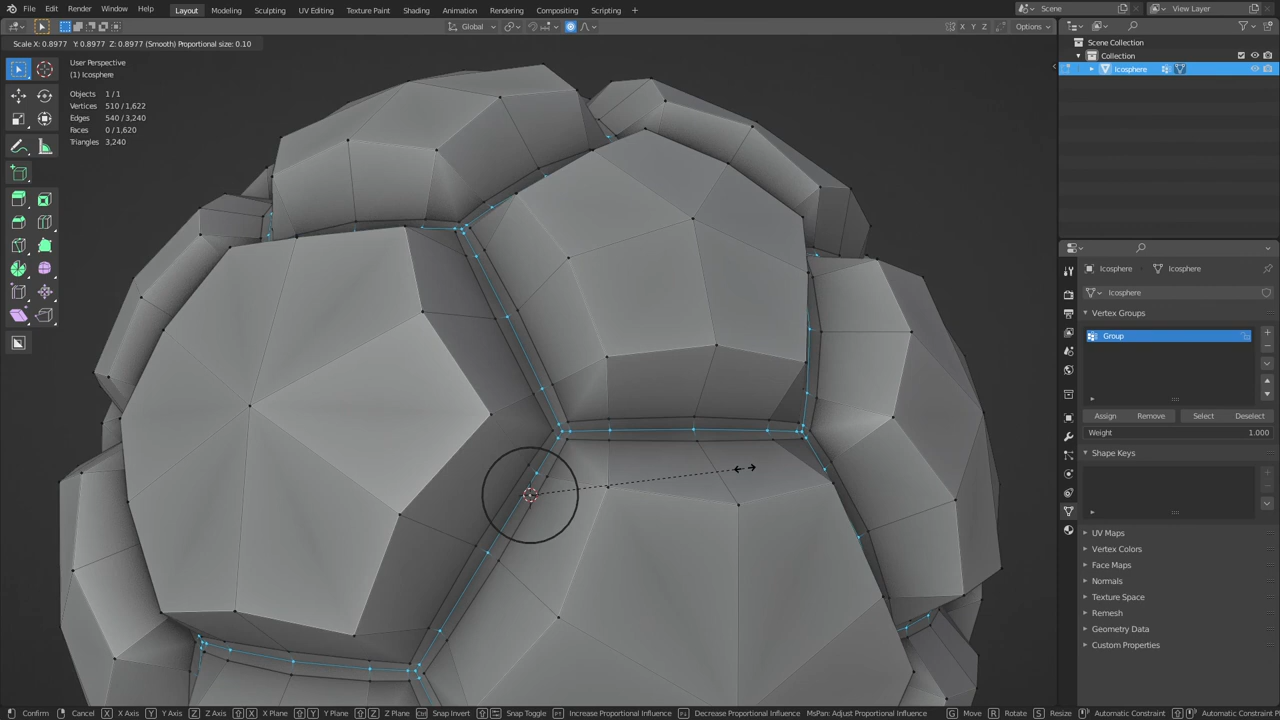 File Edit Render Window Help Layout Modeling Sculpting UV Editing Texture Paint Shading Animation Rendering Compositing Scripting + Scene View Layer
Global X Y Z Options
Scale X: 0.8977 Y: 0.8977 Z: 0.8977 (Smooth) Proportional size: 0.10
User Perspective
(1) Icosphere
Objects 1/1
Vertices 510/1,622
Edges 540/3,240
Faces 0/1,620
Triangles 3,240
Scene Collection
Collection
Icosphere
Icosphere Icosphere
Icosphere
Vertex Groups
Group
Assign Remove Select Deselect
Weight 1.000
Shape Keys
UV Maps
Vertex Colors
Face Maps
Normals
Texture Space
Remesh
Geometry Data
Custom Properties
Confirm Cancel X X Axis Y Y Axis Z Z Axis X X Plane Y Y Plane Z Z Plane Snap Invert Snap Toggle Increase Proportional Influence Decrease Proportional Influence MsPan: Adjust Proportional Influence G Move R Rotate S Resize Automatic Constraint Automatic Constraint P